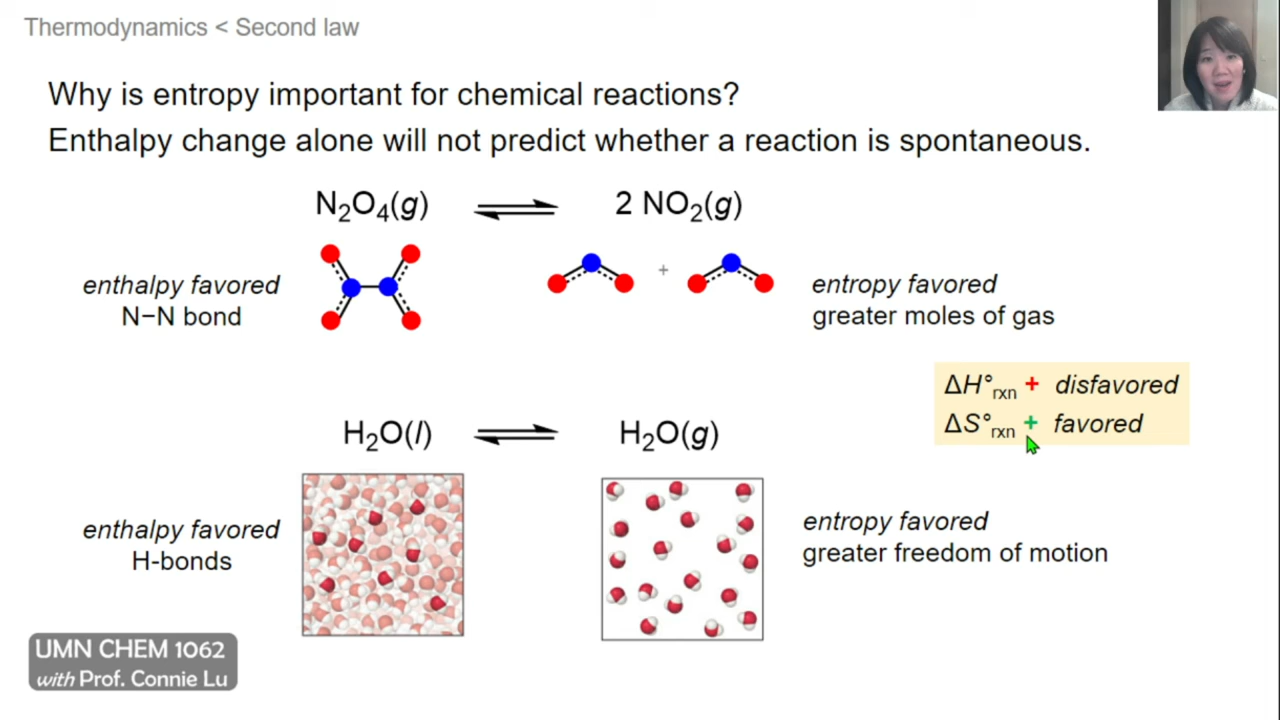 Thermodynamics < Second law
Why is entropy important for chemical reactions?
Enthalpy change alone will not predict whether a reaction is spontaneous.
N₂O₄(g) ⇌ 2 NO₂(g)
enthalpy favored
N−N bond
+
entropy favored
greater moles of gas
ΔH°rxn + disfavored
ΔS°rxn + favored
H₂O(l) ⇌ H₂O(g)
enthalpy favored
H-bonds
entropy favored
greater freedom of motion
UMN CHEM 1062
with Prof. Connie Lu